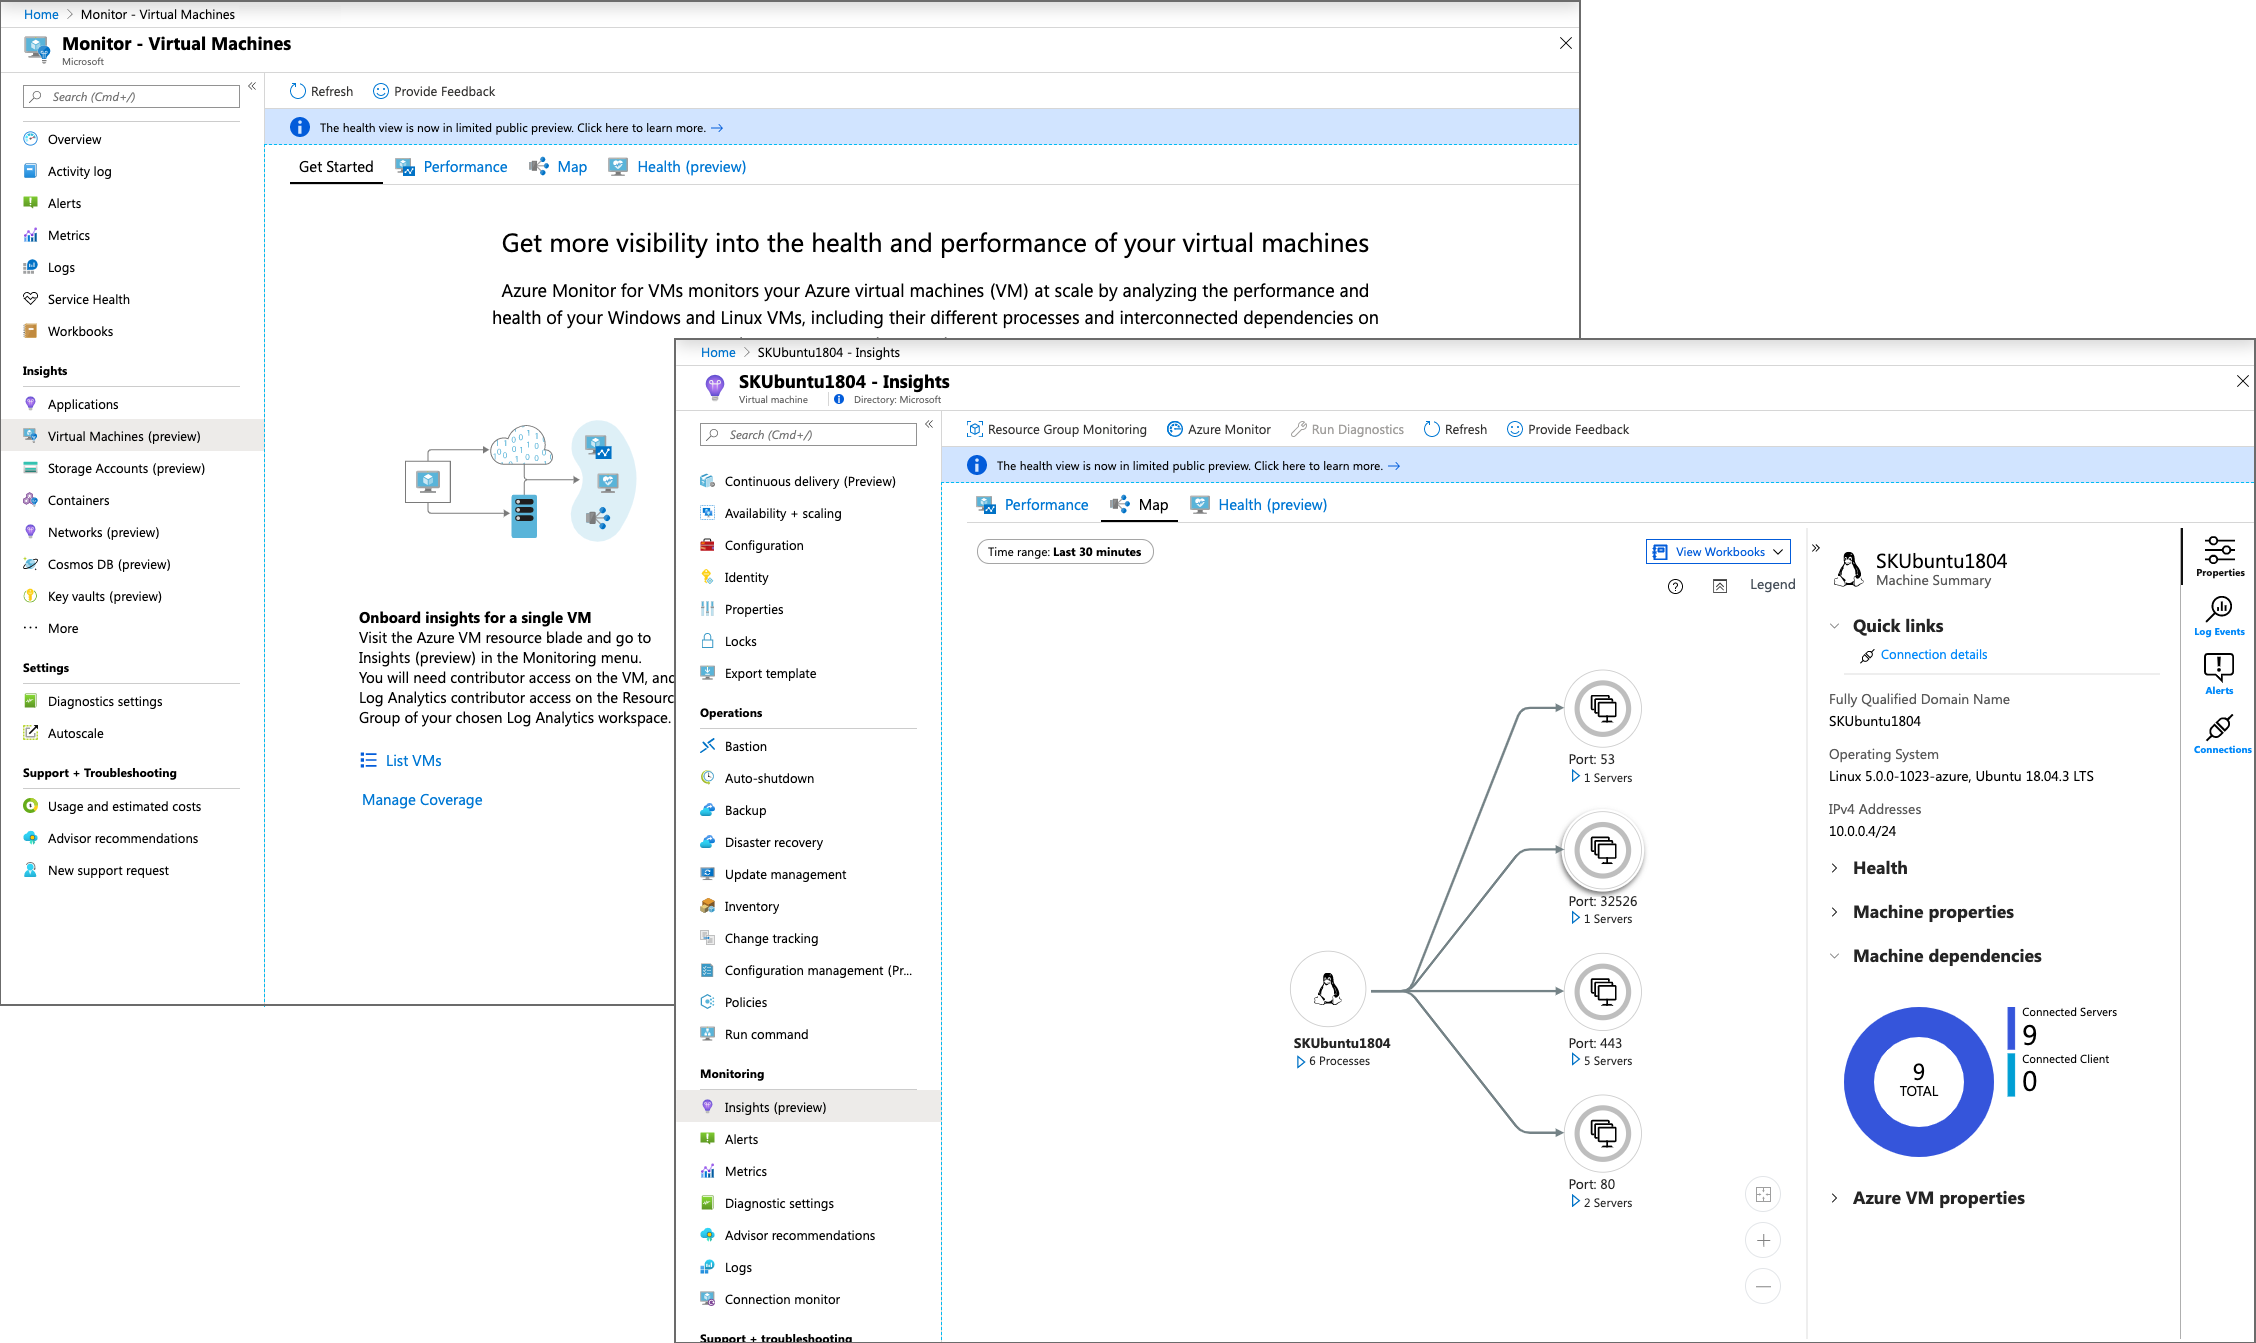 Home > Monitor - Virtual Machines
Monitor - Virtual Machines
Microsoft
Search (Cmd+/)
Overview
Activity log
Alerts
Metrics
Logs
Service Health
Workbooks
Insights
Applications
Virtual Machines (preview)
Storage Accounts (preview)
Containers
Networks (preview)
Cosmos DB (preview)
Key vaults (preview)
More
Settings
Diagnostics settings
Autoscale
Support + Troubleshooting
Usage and estimated costs
Advisor recommendations
New support request
Refresh
Provide Feedback
The health view is now in limited public preview. Click here to learn more. →
Get Started
Performance
Map
Health (preview)
Get more visibility into the health and performance of your virtual machines
Azure Monitor for VMs monitors your Azure virtual machines (VM) at scale by analyzing the performance and
health of your Windows and Linux VMs, including their different processes and interconnected dependencies on
Onboard insights for a single VM
Visit the Azure VM resource blade and go to
Insights (preview) in the Monitoring menu.
You will need contributor access on the VM, and
Log Analytics contributor access on the Resourc
Group of your chosen Log Analytics workspace.
List VMs
Manage Coverage
Home > SKUbuntu1804 - Insights
SKUbuntu1804 - Insights
Virtual machine
Directory: Microsoft
Search (Cmd+/)
Continuous delivery (Preview)
Availability + scaling
Configuration
Identity
Properties
Locks
Export template
Operations
Bastion
Auto-shutdown
Backup
Disaster recovery
Update management
Inventory
Change tracking
Configuration management (Pr...
Policies
Run command
Monitoring
Insights (preview)
Alerts
Metrics
Diagnostic settings
Advisor recommendations
Logs
Connection monitor
Support + troubleshooting
Resource Group Monitoring
Azure Monitor
Run Diagnostics
Refresh
Provide Feedback
The health view is now in limited public preview. Click here to learn more. →
Performance
Map
Health (preview)
Time range: Last 30 minutes
View Workbooks
Legend
SKUbuntu1804
6 Processes
Port: 53
1 Servers
Port: 32526
1 Servers
Port: 443
5 Servers
Port: 80
2 Servers
SKUbuntu1804
Machine Summary
Quick links
Connection details
Fully Qualified Domain Name
SKUbuntu1804
Operating System
Linux 5.0.0-1023-azure, Ubuntu 18.04.3 LTS
IPv4 Addresses
10.0.0.4/24
Health
Machine properties
Machine dependencies
9
TOTAL
Connected Servers
9
Connected Client
0
Azure VM properties
Properties
Log Events
Alerts
Connections